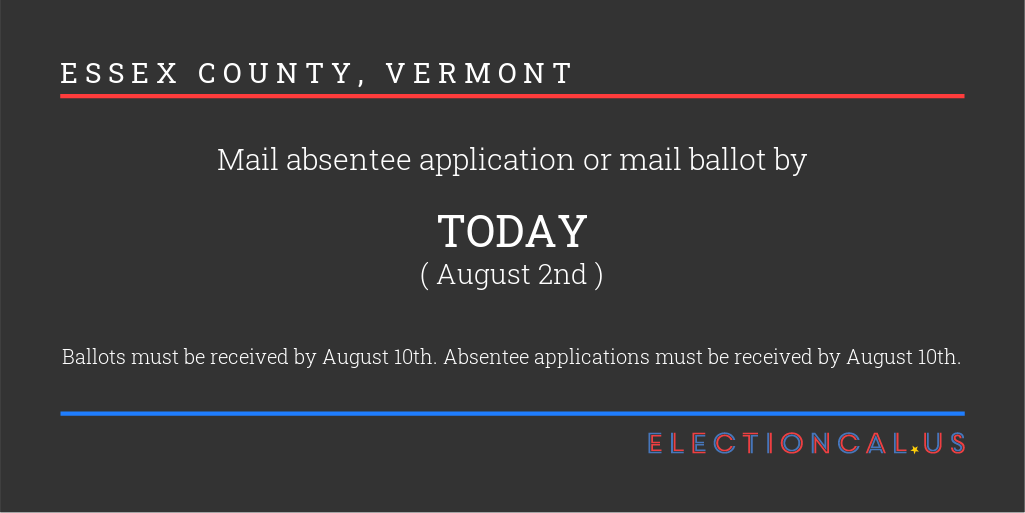 ESSEX COUNTY, VERMONT
Mail absentee application or mail ballot by
TODAY
( August 2nd )
Ballots must be received by August 10th. Absentee applications must be received by August 10th.
ELECTIONCAL.US